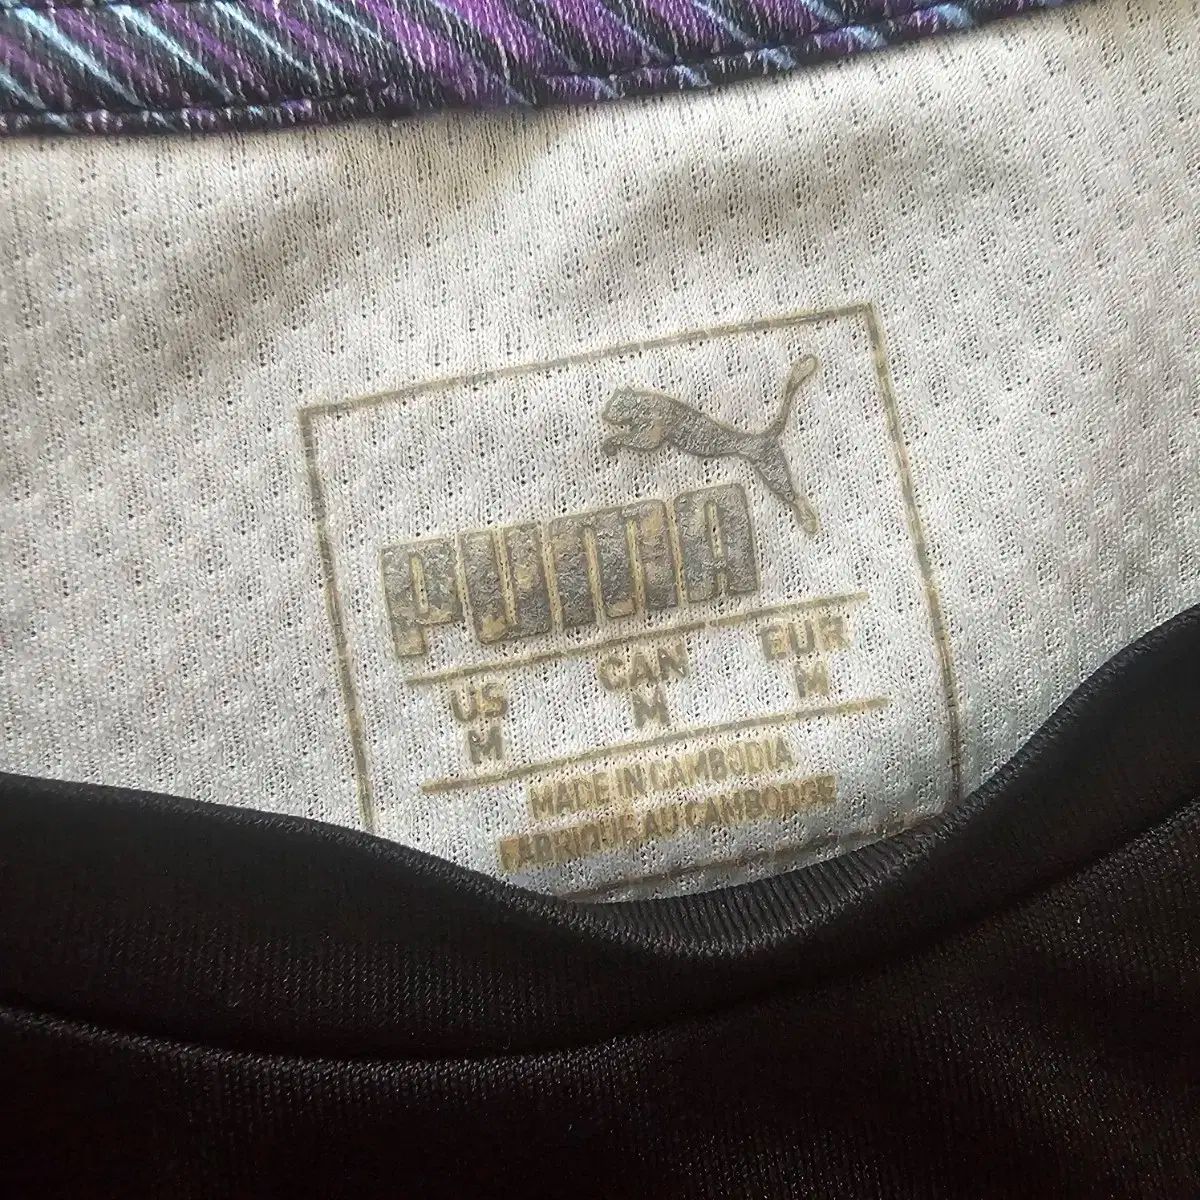 PUMA
US CAN EUR
M M M
MADE IN CAMBODIA
FABRIQUE AU CAMBODGE